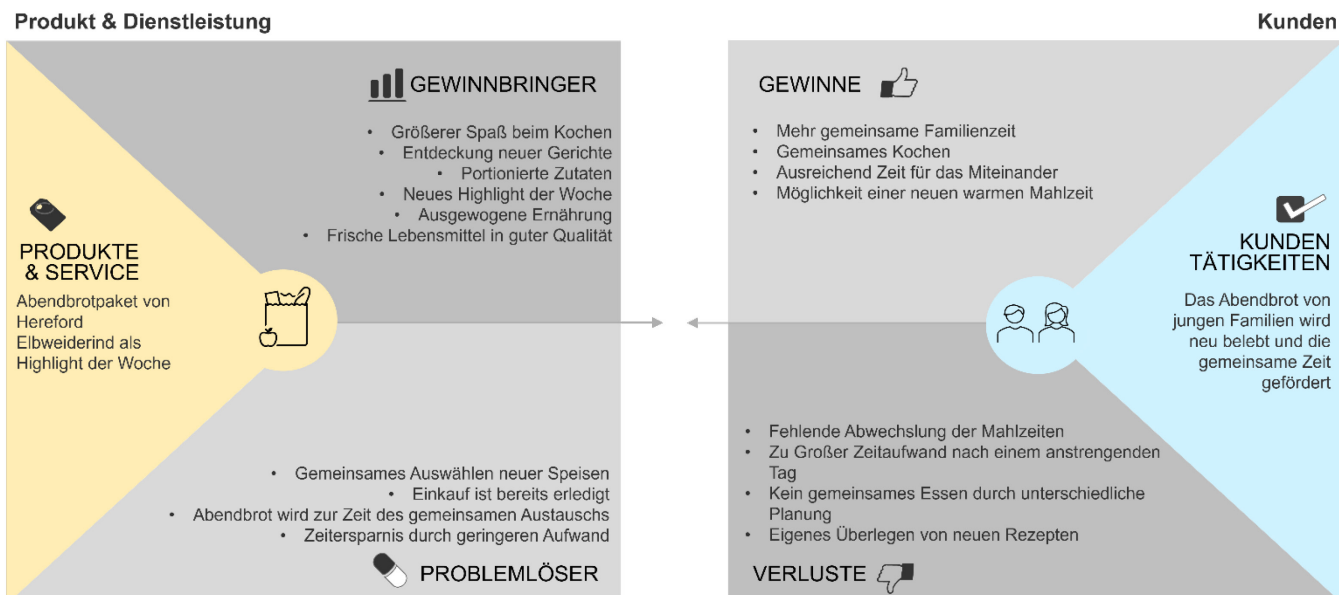 Produkt & Dienstleistung
Kunden
GEWINNBRINGER
• Größerer Spaß beim Kochen
• Entdeckung neuer Gerichte
• Portionierte Zutaten
• Neues Highlight der Woche
• Ausgewogene Ernährung
• Frische Lebensmittel in guter Qualität
PRODUKTE
& SERVICE
Abendbrotpaket von
Hereford
Elbweiderind als
Highlight der Woche
• Gemeinsames Auswählen neuer Speisen
• Einkauf ist bereits erledigt
• Abendbrot wird zur Zeit des gemeinsamen Austauschs
• Zeitersparnis durch geringeren Aufwand
PROBLEMLÖSER
GEWINNE
• Mehr gemeinsame Familienzeit
• Gemeinsames Kochen
• Ausreichend Zeit für das Miteinander
• Möglichkeit einer neuen warmen Mahlzeit
KUNDEN
TÄTIGKEITEN
Das Abendbrot von
jungen Familien wird
neu belebt und die
gemeinsame Zeit
gefördert
• Fehlende Abwechslung der Mahlzeiten
• Zu Großer Zeitaufwand nach einem anstrengenden
Tag
• Kein gemeinsames Essen durch unterschiedliche
Planung
• Eigenes Überlegen von neuen Rezepten
VERLUSTE